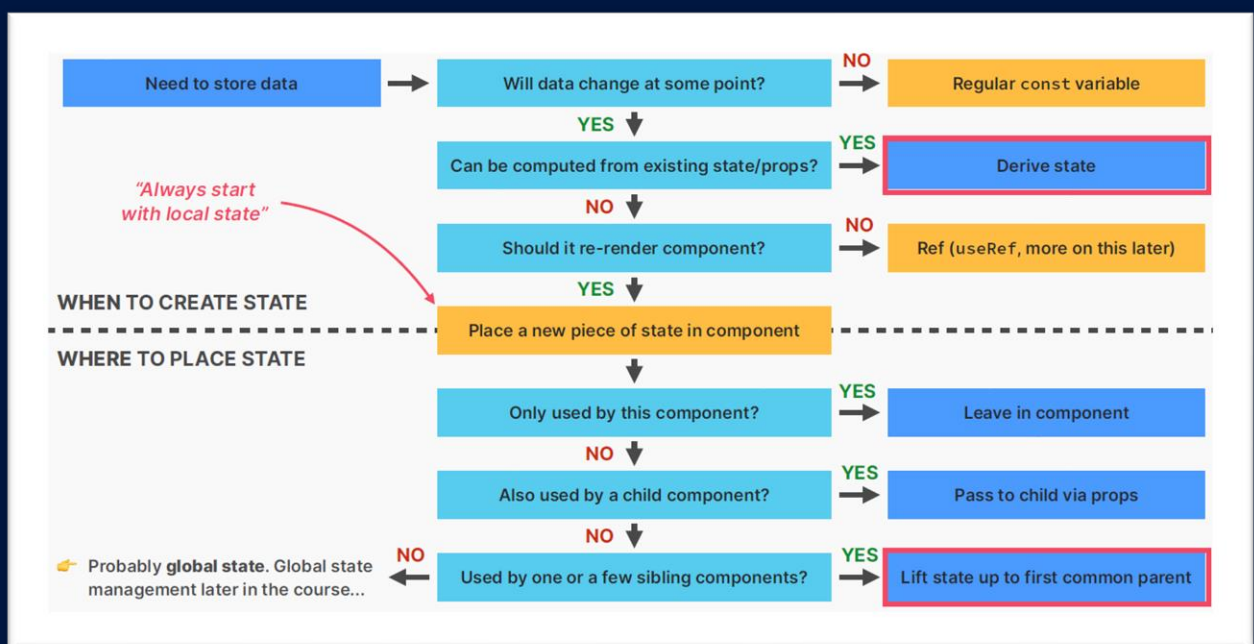 Need to store data
Will data change at some point?
NO
Regular const variable
YES
Can be computed from existing state/props?
YES
Derive state
"Always start
with local state"
NO
Should it re-render component?
NO
Ref (useRef, more on this later)
YES
WHEN TO CREATE STATE
Place a new piece of state in component
WHERE TO PLACE STATE
Only used by this component?
YES
Leave in component
NO
Also used by a child component?
YES
Pass to child via props
NO
👉 Probably global state. Global state
management later in the course...
NO
Used by one or a few sibling components?
YES
Lift state up to first common parent